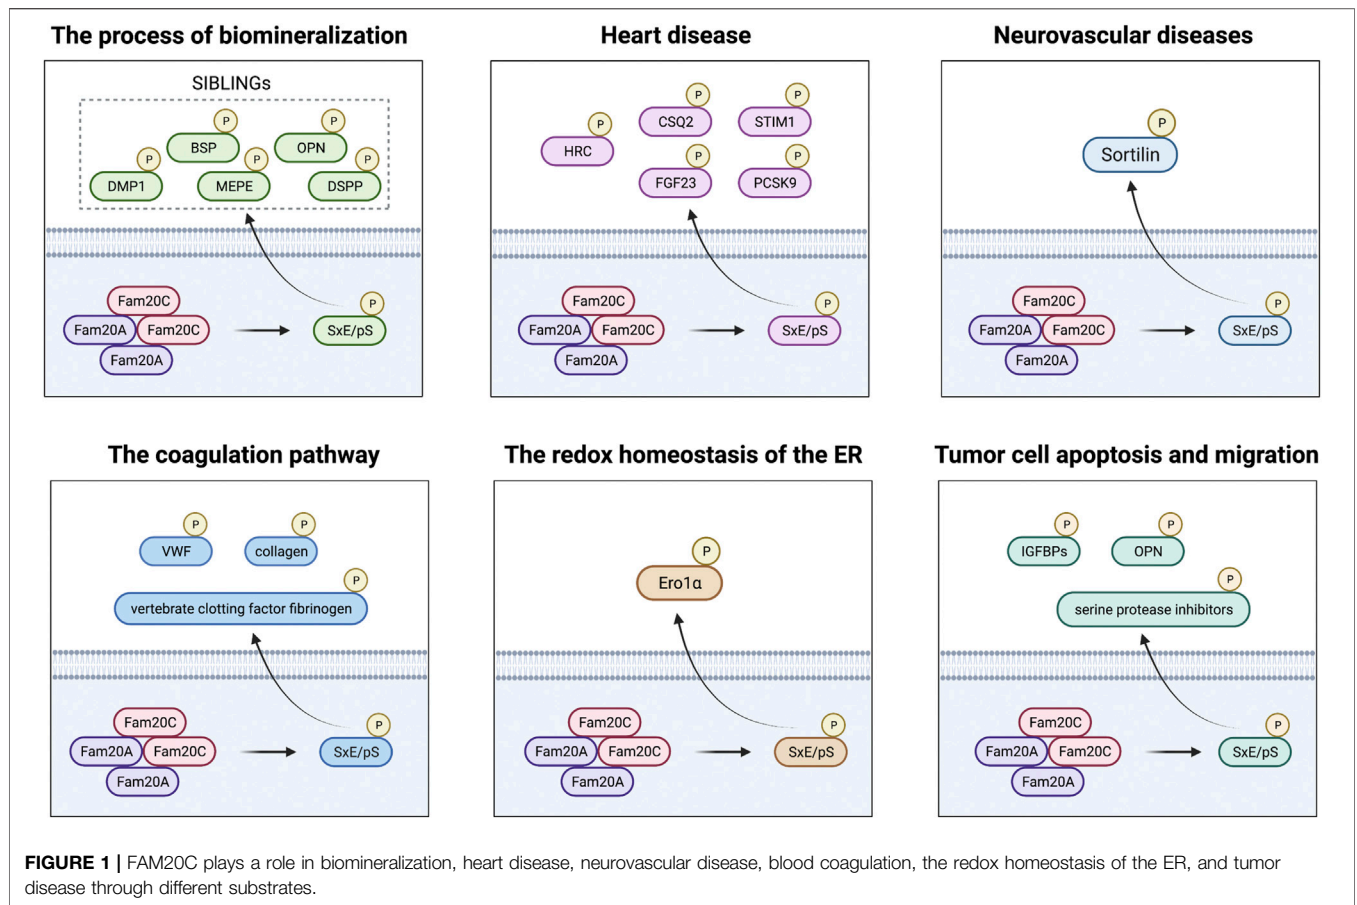 The process of biomineralization
SIBLINGs
P
P
BSP
OPN
P
P
P
DMP1
MEPE
DSPP
Fam20C
P
Fam20A
Fam20C
SxE/pS
Fam20A
Heart disease
P
P
CSQ2
STIM1
P
HRC
P
P
FGF23
PCSK9
Fam20C
P
Fam20A
Fam20C
SxE/pS
Fam20A
Neurovascular diseases
P
Sortilin
Fam20C
P
Fam20A
Fam20C
SxE/pS
Fam20A
The coagulation pathway
P
P
VWF
collagen
P
vertebrate clotting factor fibrinogen
Fam20C
P
Fam20A
Fam20C
SxE/pS
Fam20A
The redox homeostasis of the ER
P
Ero1α
Fam20C
P
Fam20A
Fam20C
SxE/pS
Fam20A
Tumor cell apoptosis and migration
P
P
IGFBPs
OPN
P
serine protease inhibitors
Fam20C
P
Fam20A
Fam20C
SxE/pS
Fam20A
FIGURE 1 | FAM20C plays a role in biomineralization, heart disease, neurovascular disease, blood coagulation, the redox homeostasis of the ER, and tumor
disease through different substrates.